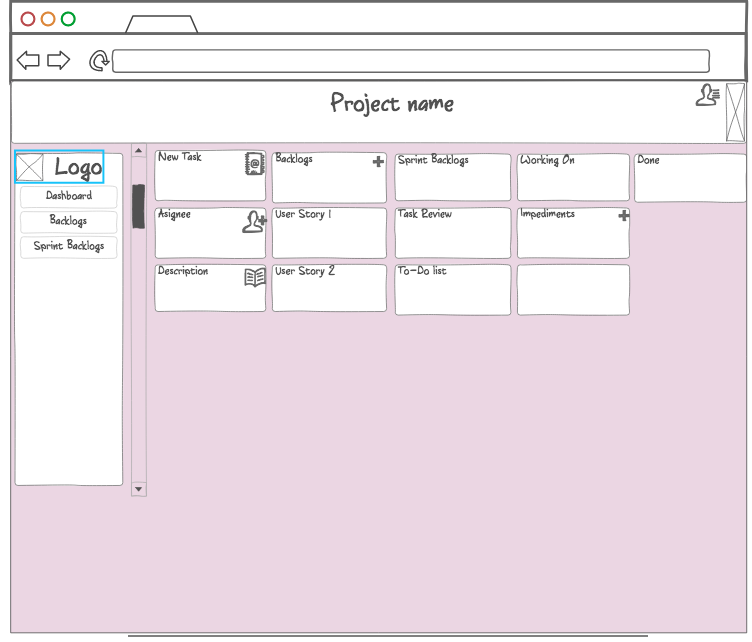 Project name
Logo
Dashboard
Backlogs
Sprint Backlogs
New Task
Backlogs
Sprint Backlogs
Working On
Done
Asignee
User Story 1
Task Review
Impediments
Description
User Story 2
To-Do list